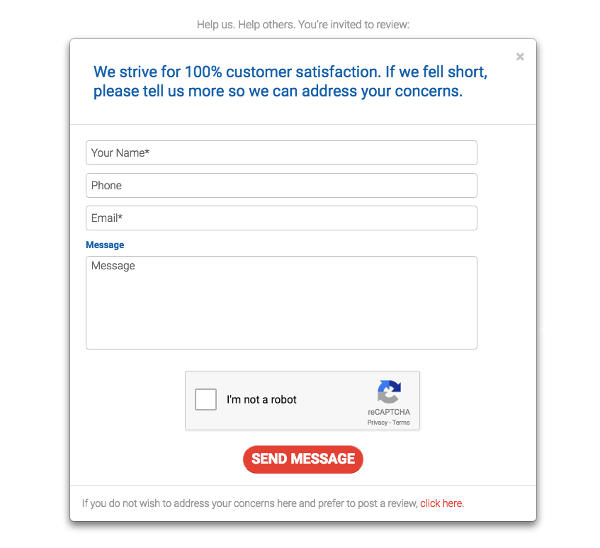 Help us. Help others. You're invited to review:
×
We strive for 100% customer satisfaction. If we fell short,
please tell us more so we can address your concerns.
Your Name*
Phone
Email*
Message
Message
I'm not a robot
reCAPTCHA
Privacy - Terms
SEND MESSAGE
If you do not wish to address your concerns here and prefer to post a review, click here.